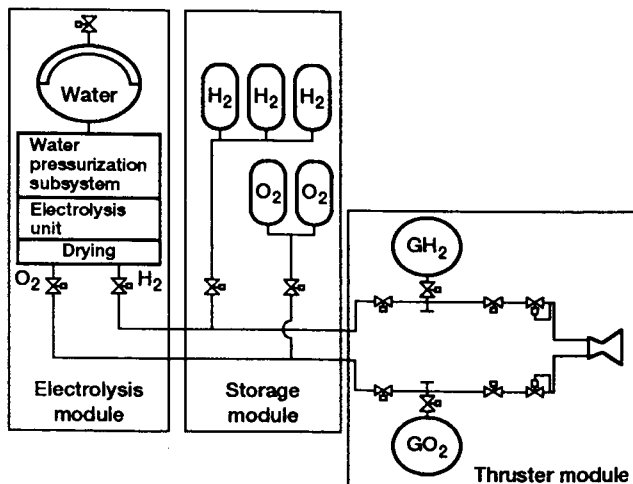 Water
Water
pressurization
subsystem
Electrolysis
unit
Drying
O2
H2
Electrolysis
module
H2 H2 H2
O2 O2
Storage
module
GH2
GO2
Thruster module